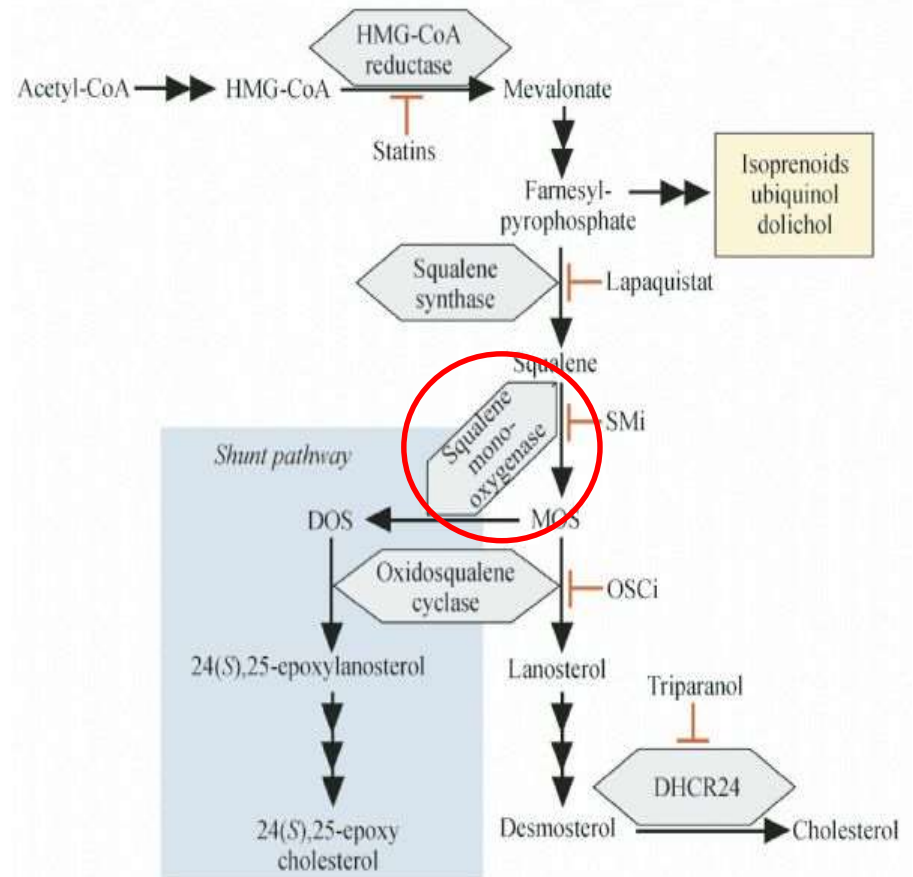 HMG-CoA
reductase
Acetyl-CoA
HMG-CoA
Mevalonate
Statins
Farnesyl-
pyrophosphate
Isoprenoids
ubiquinol
dolichol
Squalene
synthase
Lapaquistat
Squalene
Squalene
mono-
oxygenase
SMi
Shunt pathway
DOS
MOS
Oxidosqualene
cyclase
OSCi
24(S),25-epoxylanosterol
Lanosterol
Triparanol
DHCR24
24(S),25-epoxy
cholesterol
Desmosterol
Cholesterol